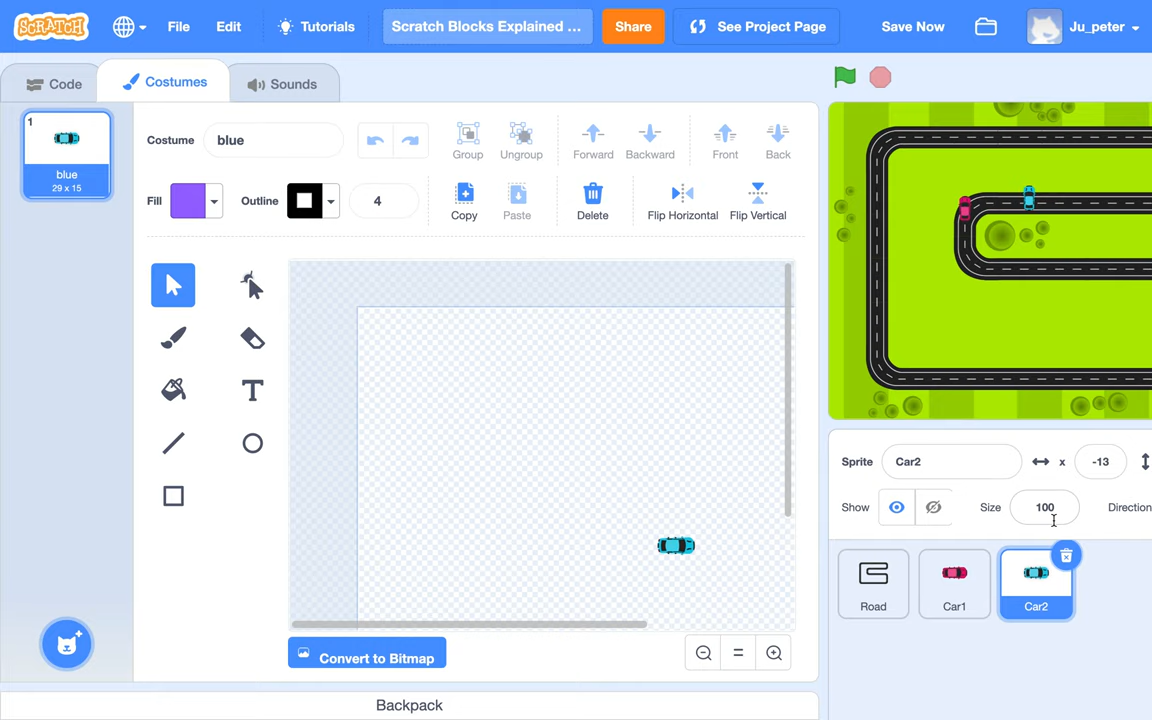 SCRATCH File Edit Tutorials Scratch Blocks Explained ... Share See Project Page Save Now Ju_peter
Code Costumes Sounds
1
blue
29 x 15
Costume blue Group Ungroup Forward Backward Front Back
Fill Outline 4 Copy Paste Delete Flip Horizontal Flip Vertical
T
Convert to Bitmap
=
Backpack
Sprite Car2 x -13
Show Size 100 Direction
Road Car1 Car2